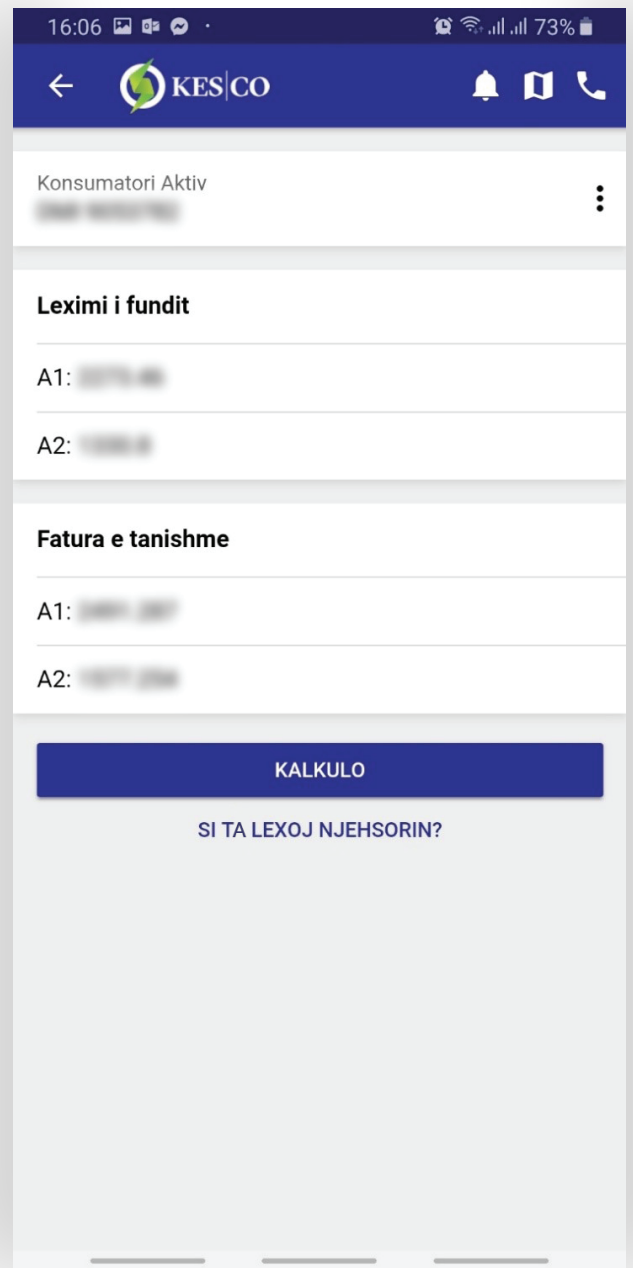 16:06
73%
KES|CO
Konsumatori Aktiv
Leximi i fundit
A1:
A2:
Fatura e tanishme
A1:
A2:
KALKULO
SI TA LEXOJ NJEHSORIN?